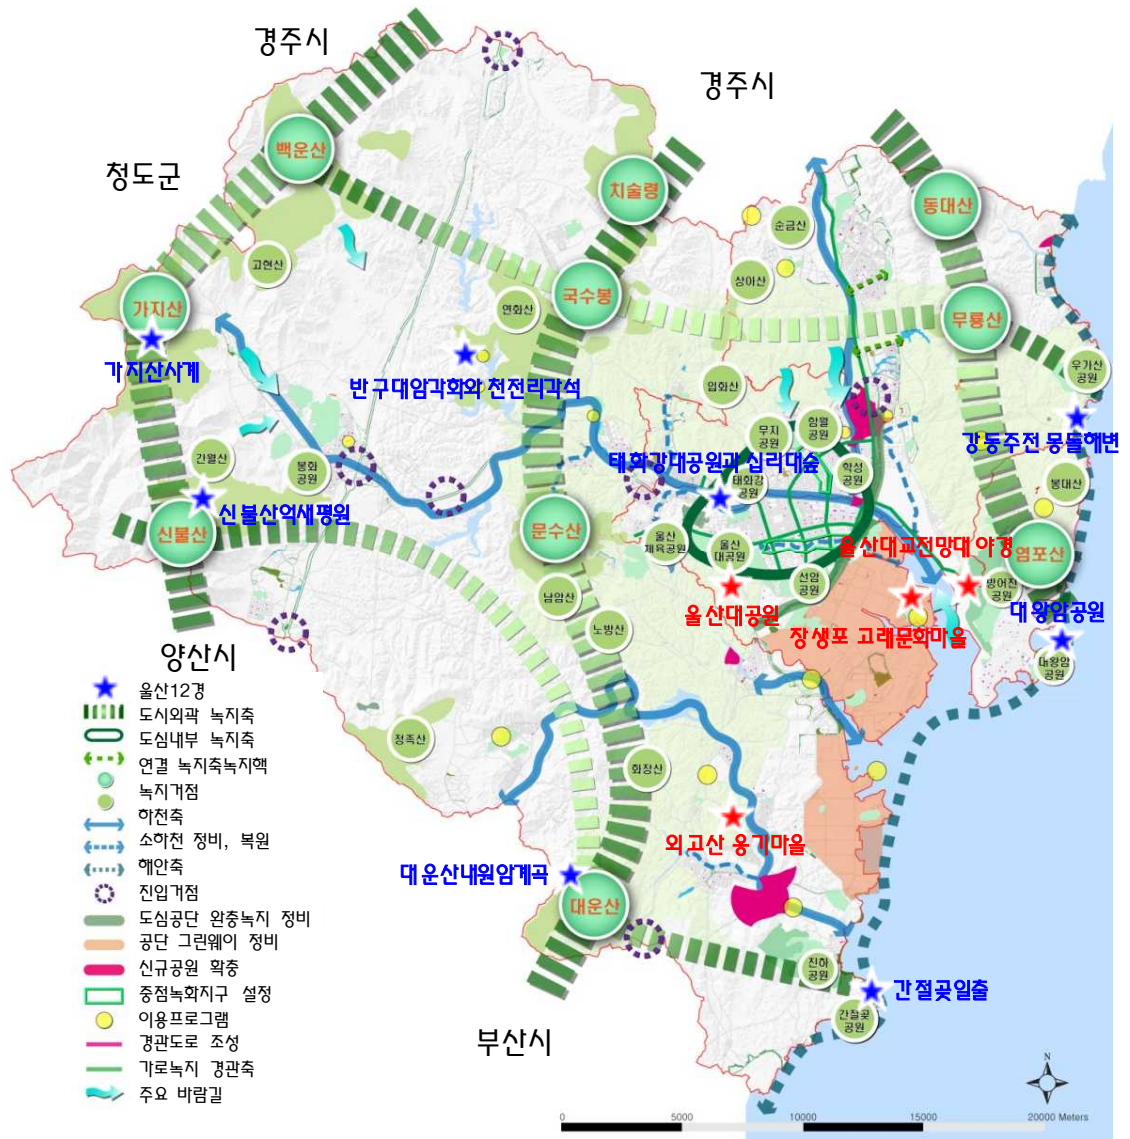 경주시
경주시
청도군
백운산
치술령
동대산
순금산
고헌산
상아산
가지산
연화산
국수봉
무룡산
가지산사계
반구대암각화와 천전리각석
입화산
우가산
공원
무지
공원
함월
공원
강동주전 몽돌해변
간월산
봉화
공원
태화강대공원과 십리대숲
태화강
공원
학성
공원
봉대산
신불산억새평원
신불산
문수산
울산
체육공원
울산
대공원
울산대교전망대 야경
염포산
선암
공원
방어진
공원
남암산
울산대공원
대왕암공원
노방산
장생포 고래문화마을
대왕암
공원
양산시
정족산
화장산
외고산 옹기마을
대운산내원암계곡
대운산
진하
공원
간절곶일출
간절곶
공원
부산시
울산12경
도시외곽 녹지축
도심내부 녹지축
연결 녹지축녹지핵
녹지거점
하천축
소하천 정비, 복원
해안축
진입거점
도심공단 완충녹지 정비
공단 그린웨이 정비
신규공원 확충
중점녹화지구 설정
이용프로그램
경관도로 조성
가로녹지 경관축
주요 바람길
N
0 5000 10000 15000 20000 Meters